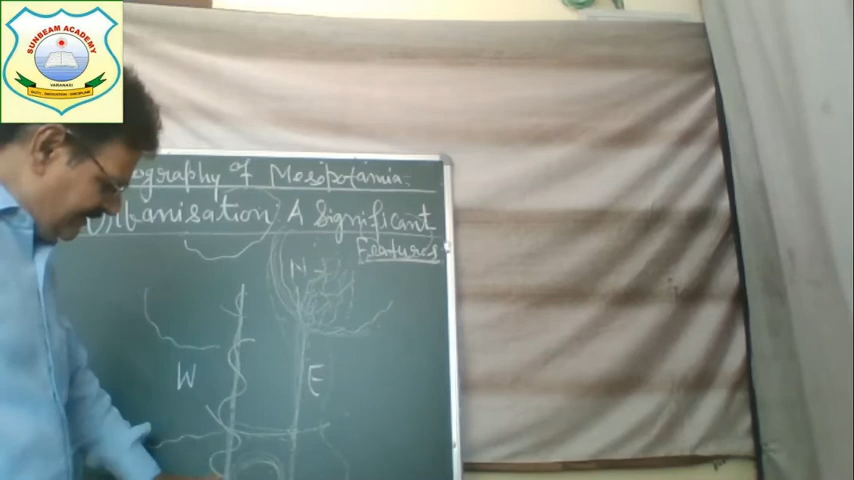 SUNBEAM ACADEMY
VARANASI
ography of Mesopotamia:
Urbanisation A Significant
Features
N
W
E